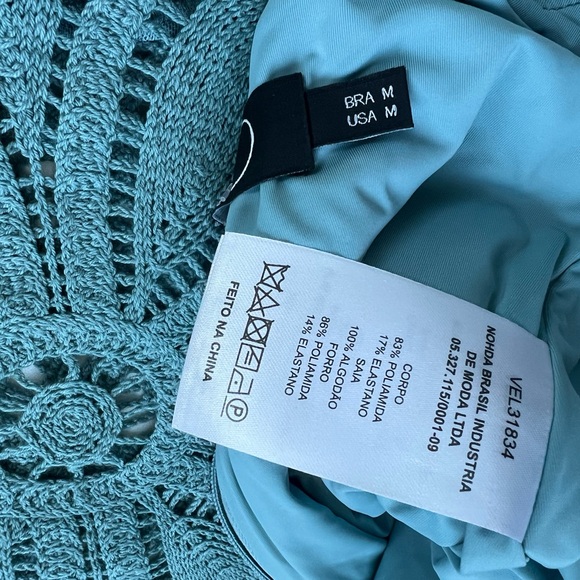 BRA M
USA M
VEL31834
NONDA BRASIL INDUSTRIA
DE MODA LTDA
05.327.115/0001-09
CORPO
83% POLIAMIDA
17% ELASTANO
SAIA
100% ALGODÃO
FORRO
86% POLIAMIDA
14% ELASTANO
P
FEITO NA CHINA